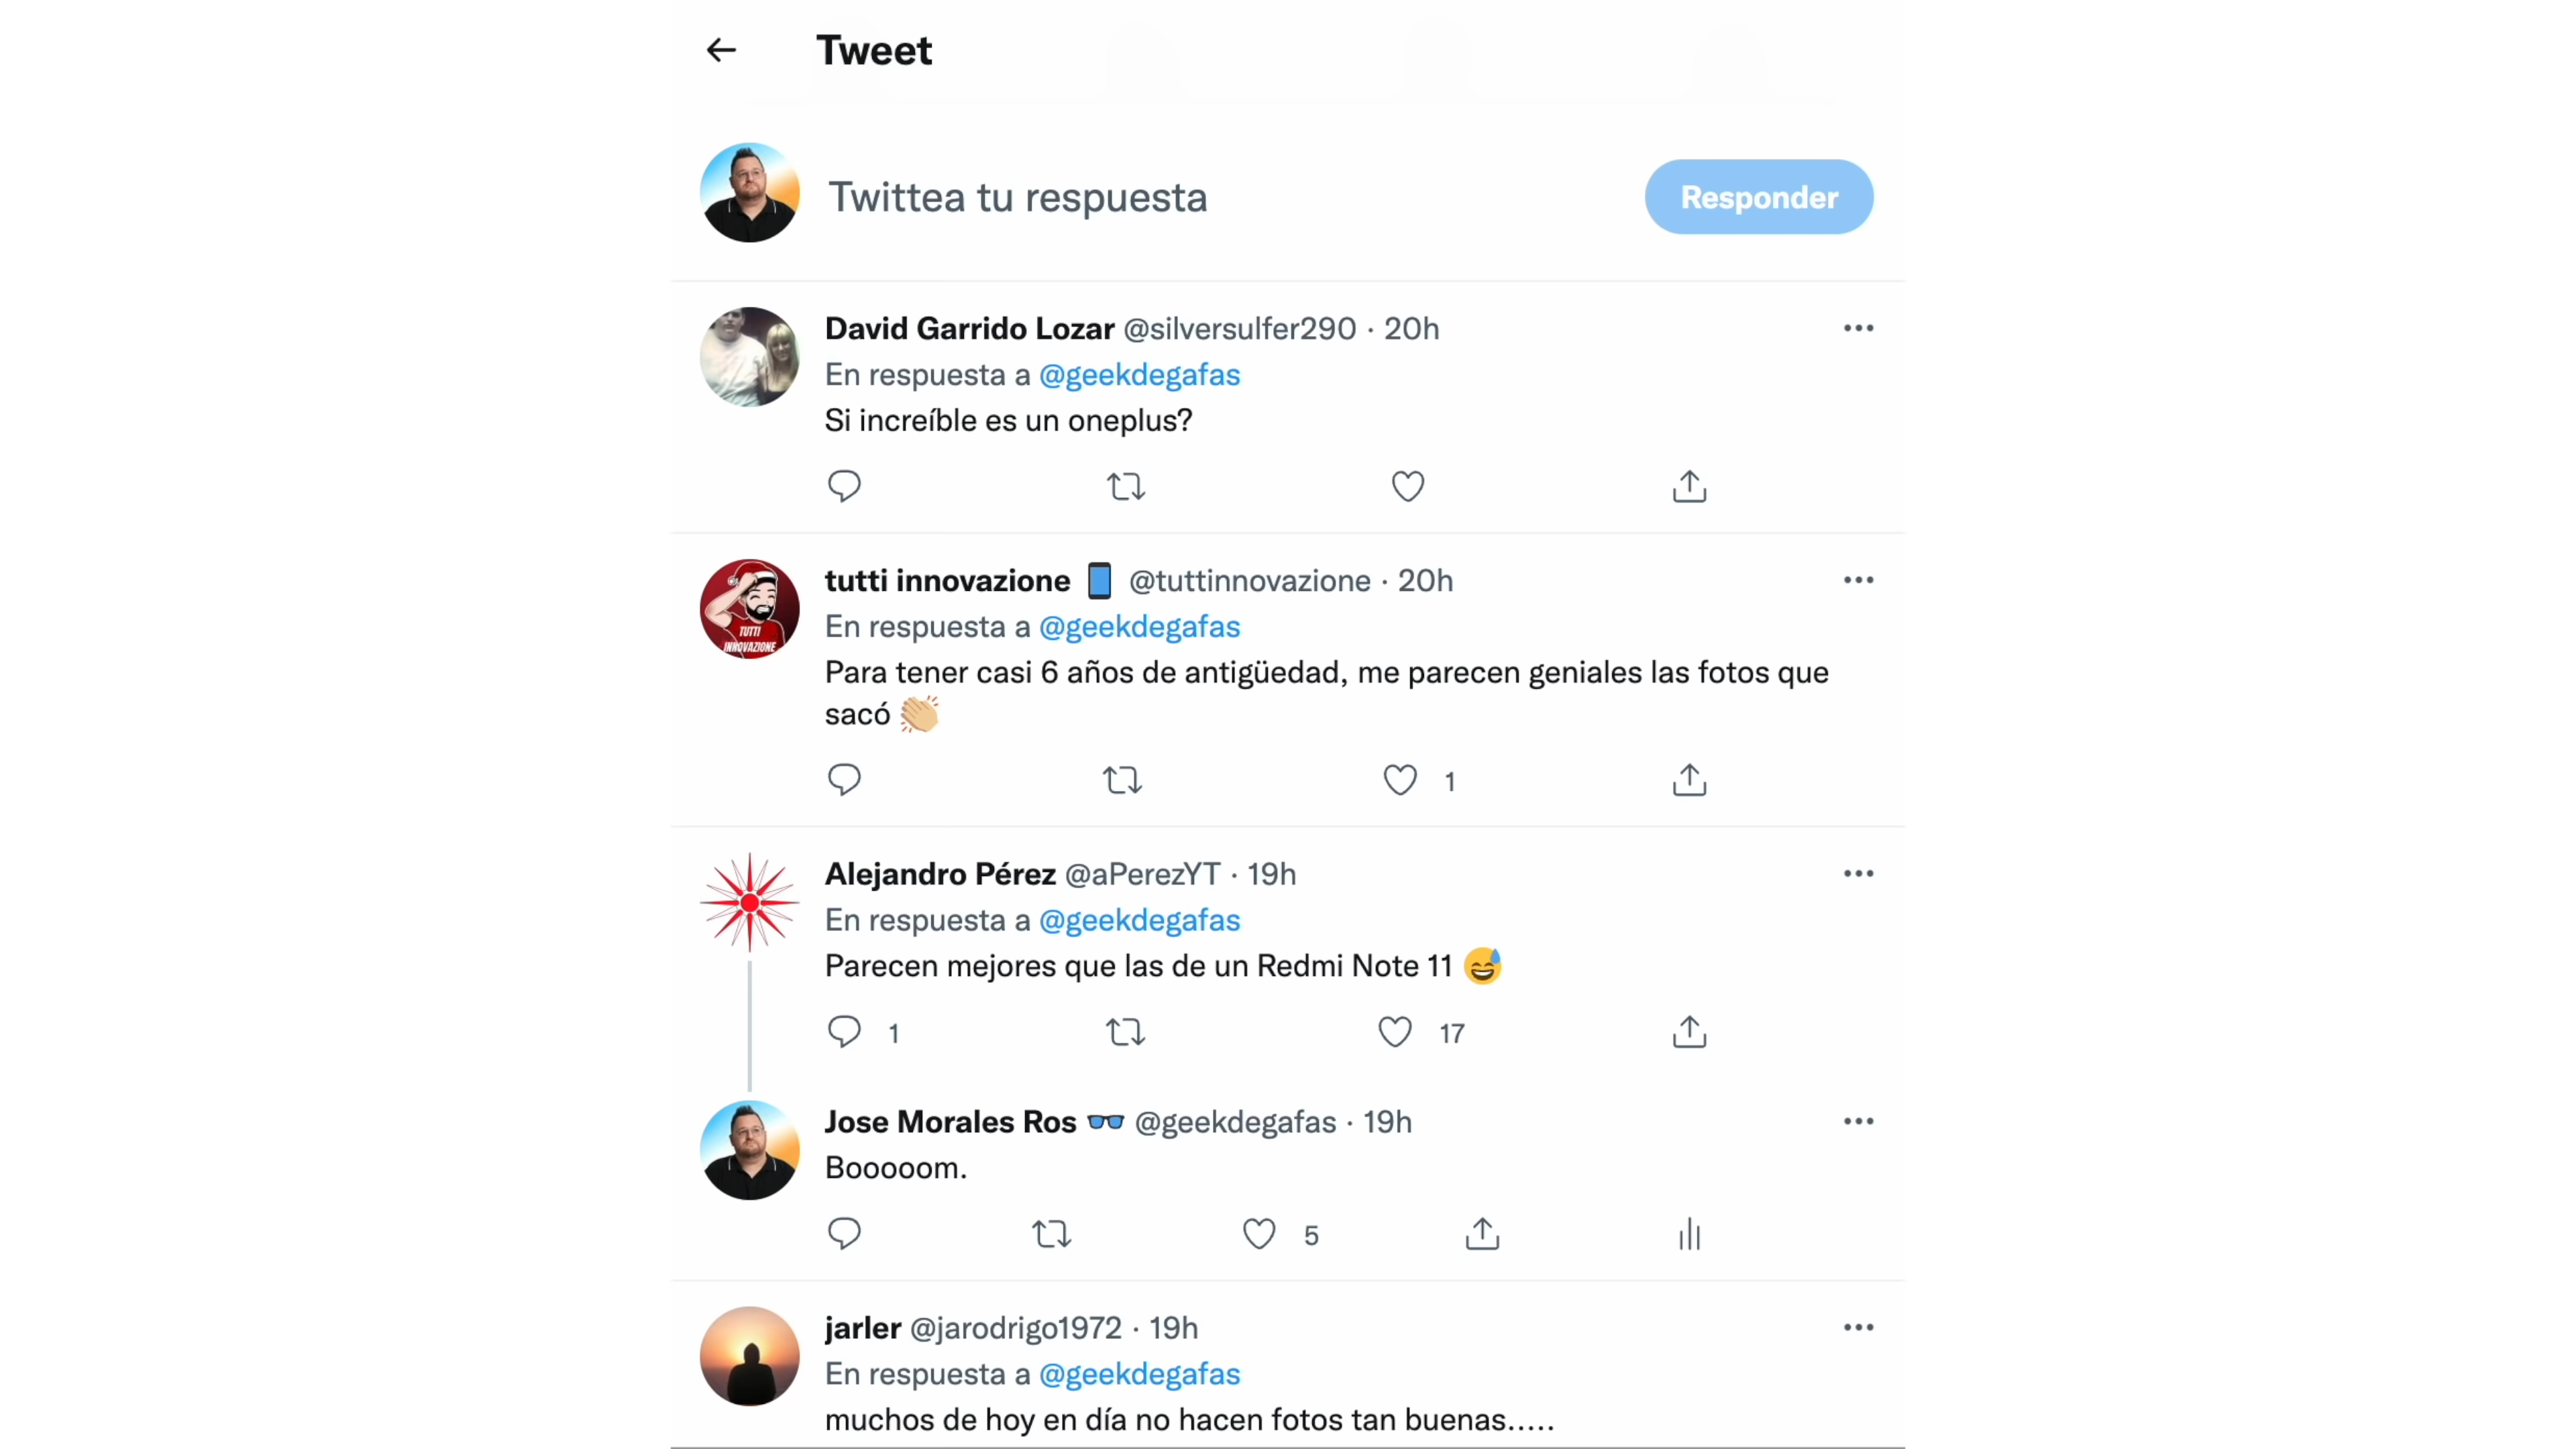 Tweet
Twittea tu respuesta
Responder
David Garrido Lozar @silversulfer290 · 20h
En respuesta a @geekdegafas
Si increíble es un oneplus?
tutti innovazione 📱 @tuttinnovazione · 20h
En respuesta a @geekdegafas
TUTTI
INNOVAZIONE
Para tener casi 6 años de antigüedad, me parecen geniales las fotos que
sacó 👏🏼
1
Alejandro Pérez @aPerezYT · 19h
En respuesta a @geekdegafas
Parecen mejores que las de un Redmi Note 11 😅
1 17
Jose Morales Ros 👓 @geekdegafas · 19h
Booooom.
5
jarler @jarodrigo1972 · 19h
En respuesta a @geekdegafas
muchos de hoy en día no hacen fotos tan buenas.....